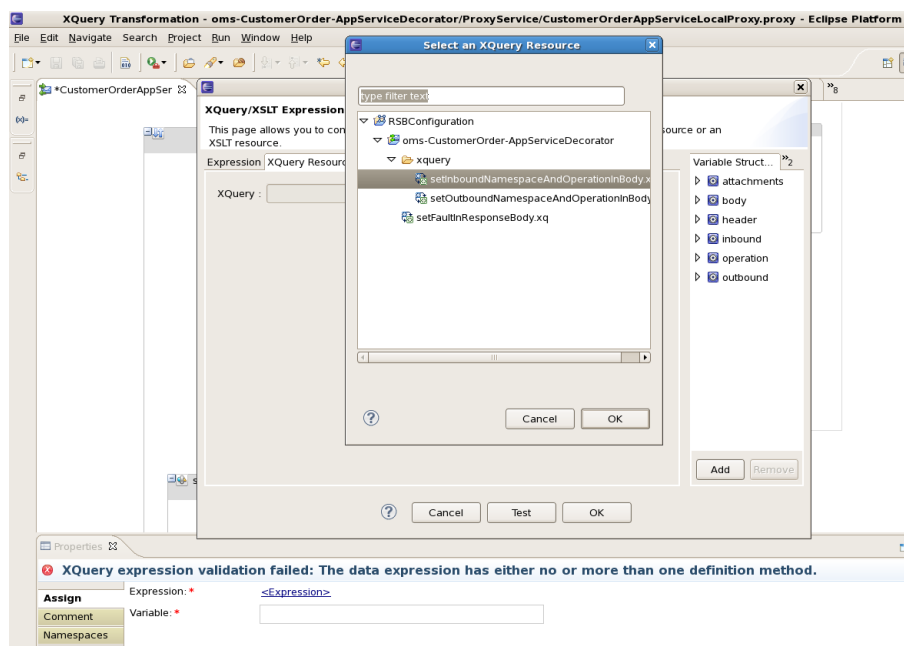 XQuery Transformation - oms-CustomerOrder-AppServiceDecorator/ProxyService/CustomerOrderAppServiceLocalProxy.proxy - Eclipse Platform
File Edit Navigate Search Project Run Window Help
Select an XQuery Resource
*CustomerOrderAppSer
»8
type filter text
XQuery/XSLT Expression
This page allows you to con
source or an
XSLT resource.
Expression
XQuery Resourc
Variable Struct...
»2
XQuery :
RSBConfiguration
oms-CustomerOrder-AppServiceDecorator
xquery
setInboundNamespaceAndOperationInBody.x
setOutboundNamespaceAndOperationInBody
setFaultInResponseBody.xq
attachments
body
header
inbound
operation
outbound
Cancel
OK
Add
Remove
s
Cancel
Test
OK
Properties
XQuery expression validation failed: The data expression has either no or more than one definition method.
Assign
Expression: *
<Expression>
Comment
Variable: *
Namespaces